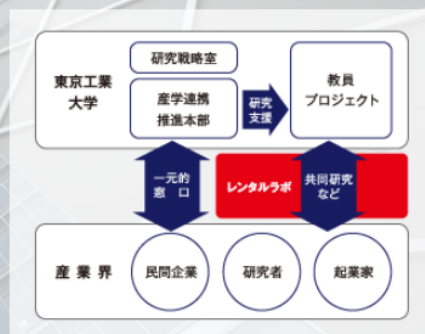 東京工業
大学
研究戦略室
産学連携
推進本部
研究
支援
教員
プロジェクト
一元的
窓 口
レンタルラボ
共同研究
など
産 業 界
民間企業
研究者
起業家